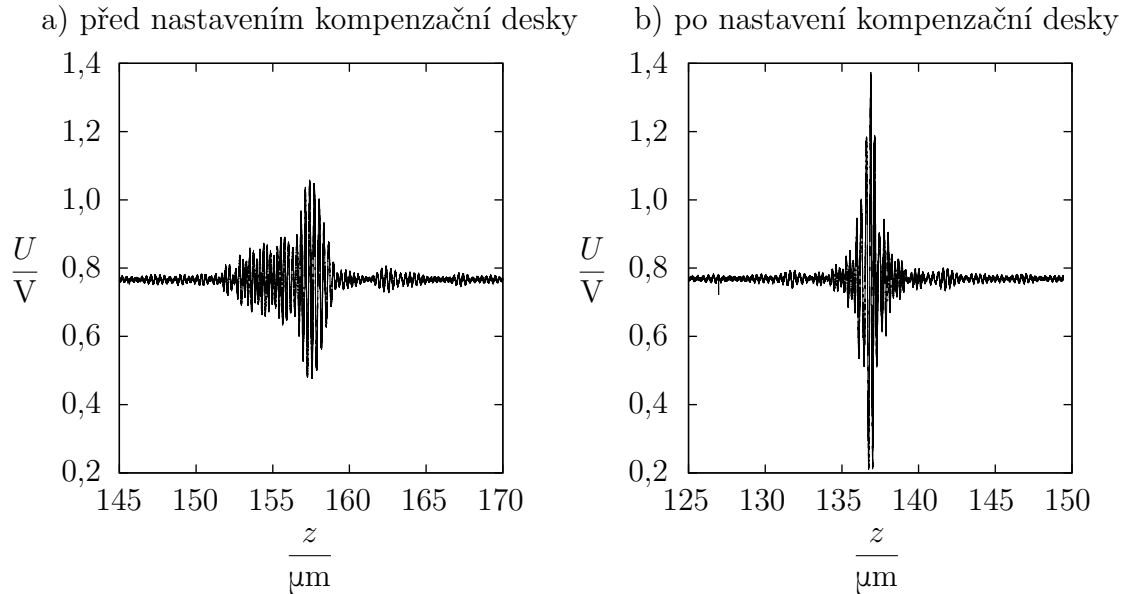 a) před nastavením kompenzační desky
1,4
1,2
1,0
0,8
0,6
0,4
0,2
U
V
145 150 155 160 165 170
z
µm
b) po nastavení kompenzační desky
1,4
1,2
1,0
0,8
0,6
0,4
0,2
U
V
125 130 135 140 145 150
z
µm